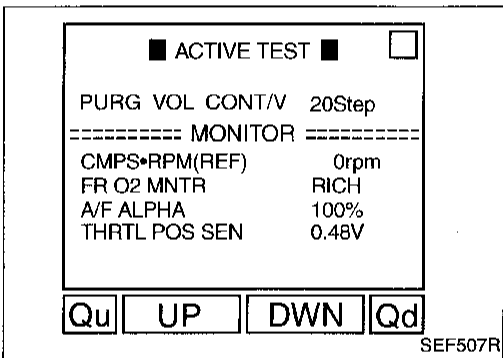 ■ ACTIVE TEST ■
PURG VOL CONT/V 20Step
========== MONITOR ==========
CMPS•RPM(REF) 0rpm
FR O2 MNTR RICH
A/F ALPHA 100%
THRTL POS SEN 0.48V
Qu UP DWN Qd
SEF507R